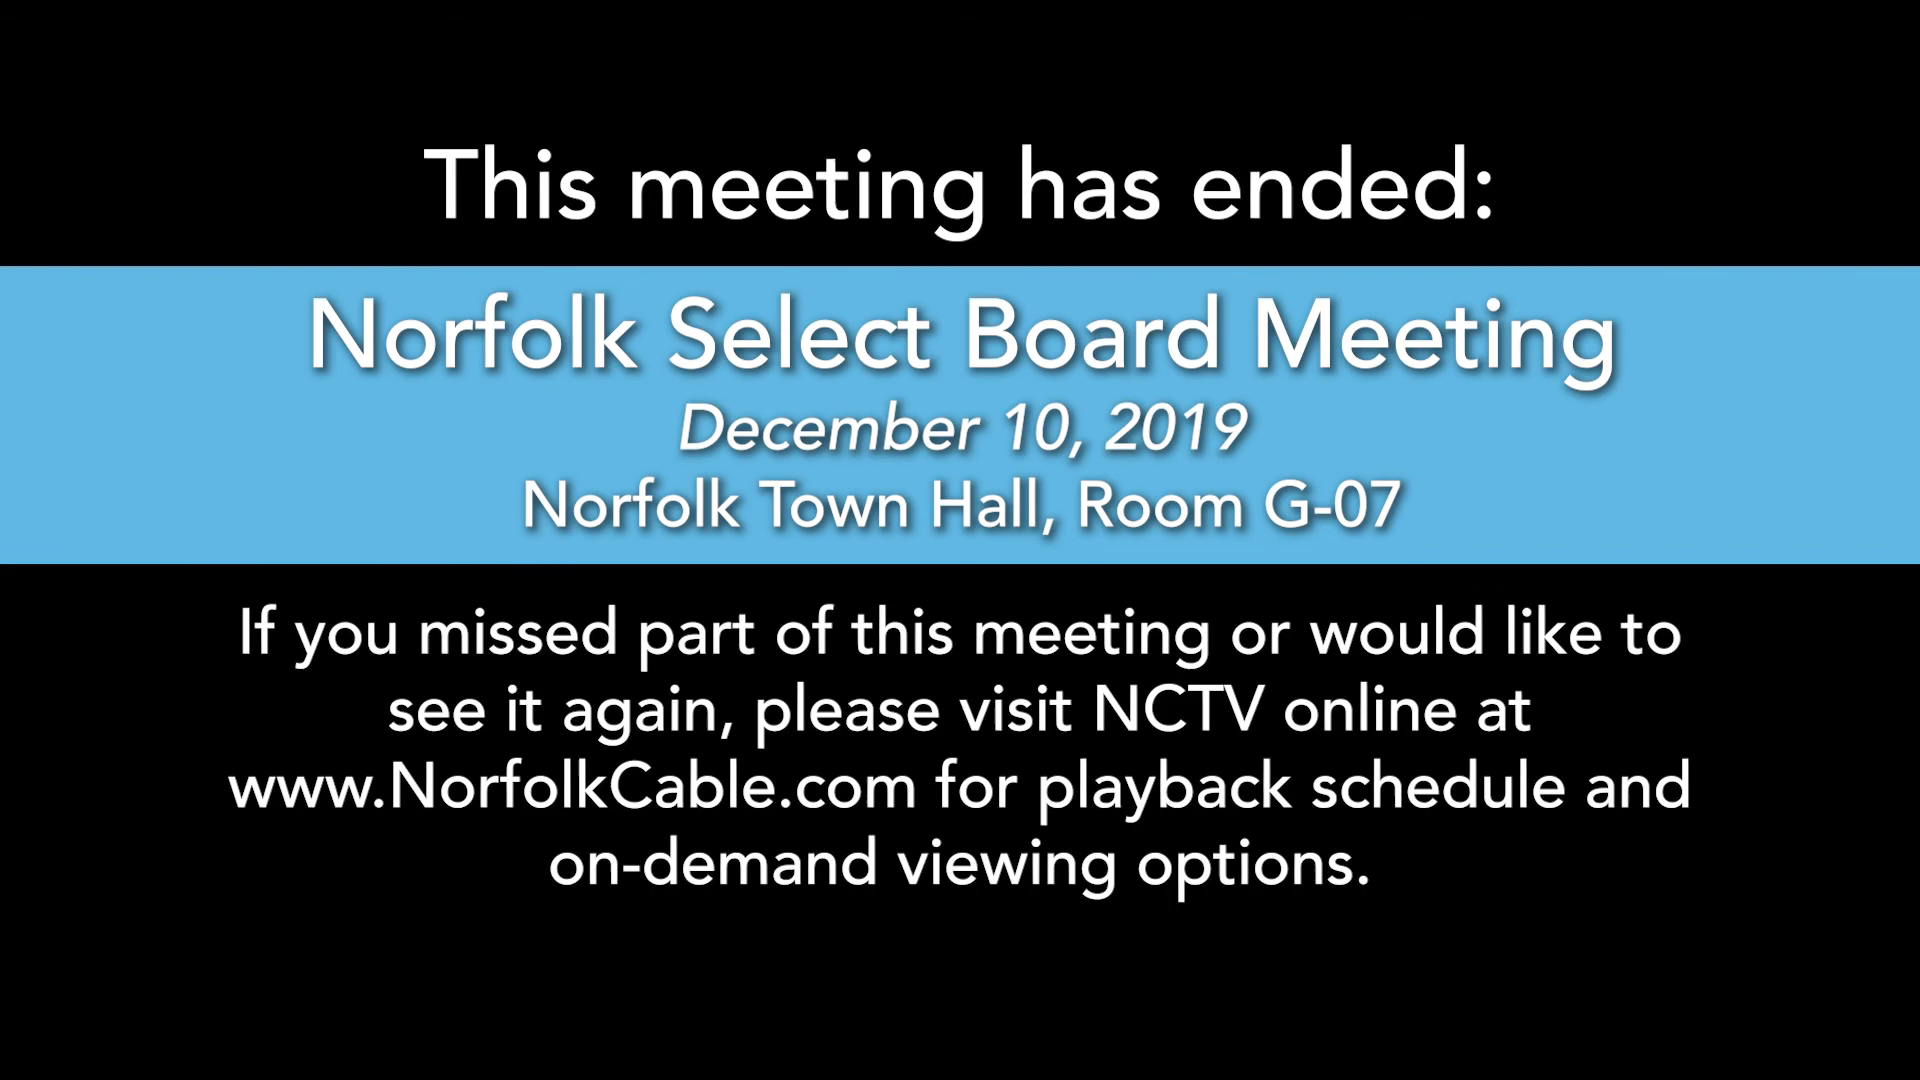 This meeting has ended:
Norfolk Select Board Meeting
December 10, 2019
Norfolk Town Hall, Room G-07
If you missed part of this meeting or would like to
see it again, please visit NCTV online at
www.NorfolkCable.com for playback schedule and
on-demand viewing options.